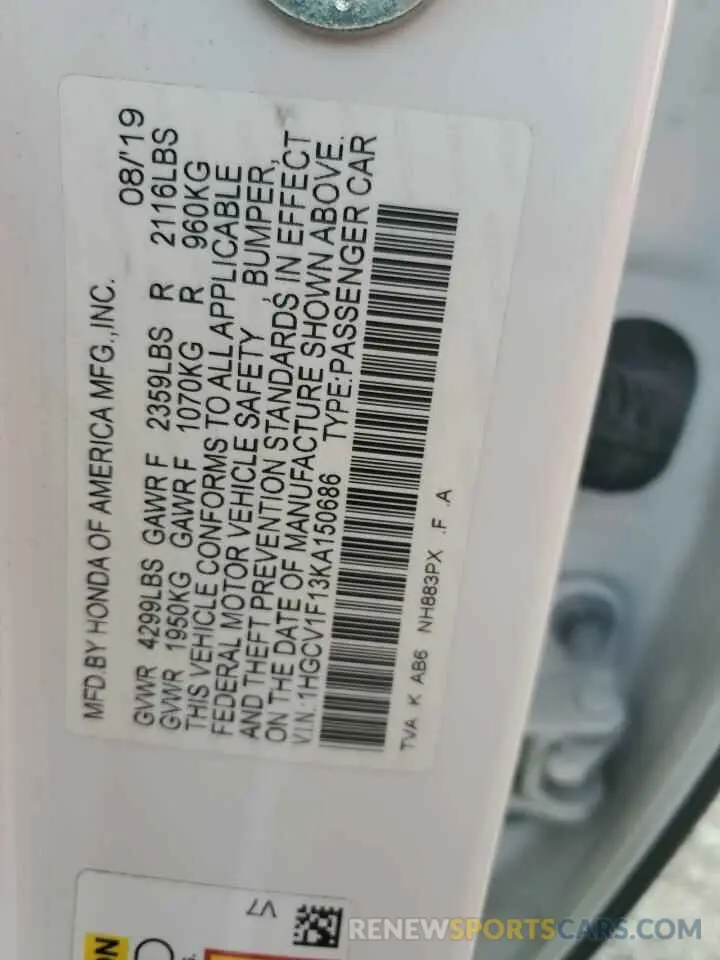 MFD.BY HONDA OF AMERICA MFG.,INC. 08/'19
GVWR 4299LBS GAWR F 2359LBS R 2116LBS
GVWR 1950KG GAWR F 1070KG R 960KG
THIS VEHICLE CONFORMS TO ALL APPLICABLE
FEDERAL MOTOR VEHICLE SAFETY , BUMPER,
AND THEFT PREVENTION STANDARDS IN EFFECT
ON THE DATE OF MANUFACTURE SHOWN ABOVE.
V.I.N.:1HGCV1F13KA150686 TYPE:PASSENGER CAR
TVA K AB6 NH883PX .F .A
V7
RENEWSPORTSCARS.COM